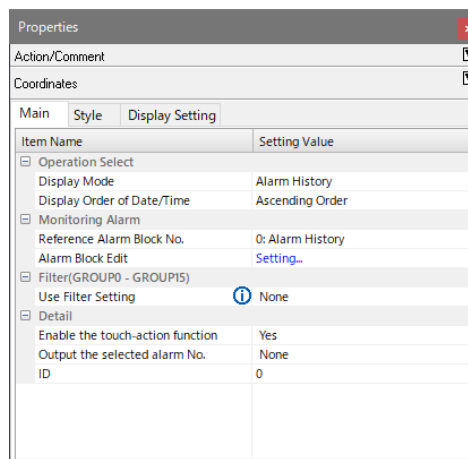 Properties
Action/Comment
Coordinates
Main Style Display Setting
Item Name Setting Value
Operation Select
Display Mode Alarm History
Display Order of Date/Time Ascending Order
Monitoring Alarm
Reference Alarm Block No. 0: Alarm History
Alarm Block Edit Setting...
Filter(GROUP0 - GROUP15)
Use Filter Setting None
Detail
Enable the touch-action function Yes
Output the selected alarm No. None
ID 0